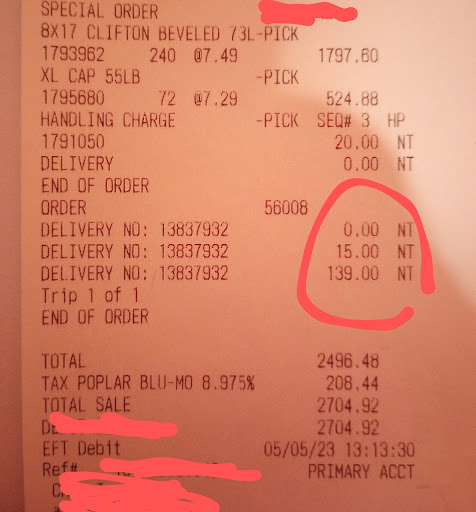 SPECIAL ORDER
8X17 CLIFTON BEVELED 73L-PICK
1793962 240 @7.49 1797.60
XL CAP 55LB -PICK
1795680 72 @7.29 524.88
HANDLING CHARGE -PICK SEQ# 3 HP
1791050 20.00 NT
DELIVERY 0.00 NT
END OF ORDER
ORDER 56008
DELIVERY NO: 13837932 0.00 NT
DELIVERY NO: 13837932 15.00 NT
DELIVERY NO: 13837932 139.00 NT
Trip 1 of 1
END OF ORDER
TOTAL 2496.48
TAX POPLAR BLU-MO 8.975% 208.44
TOTAL SALE 2704.92
2704.92
EFT Debit 05/05/23 13:13:30
Ref# PRIMARY ACCT